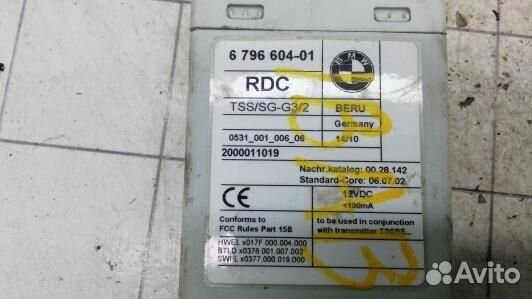 6 796 604-01
BMW
RDC
TSS/SG-G3/2 BERU
Germany
0531_001_006_06 14/10
2000011019
Nachr.katalog: 00.28.142
Standard-Core: 06.07.02
CE 12VDC
<100mA
Conforms to
FCC Rules Part 15B
to be used in conjunction
with transmitter TSSRE...
HWEL x017F.000.004.000
BTLD x0376.001.007.002
SWFL x0377.000.019.000
Avito